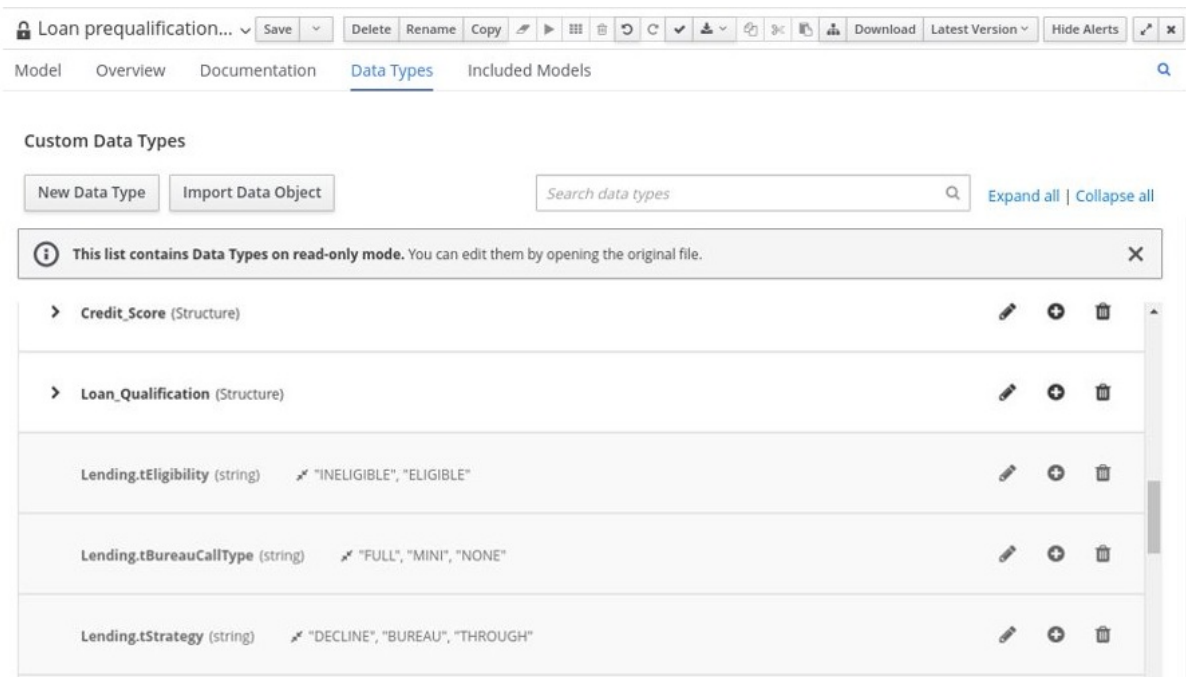 Loan prequalification... Save Delete Rename Copy Download Latest Version Hide Alerts
Model Overview Documentation Data Types Included Models
Custom Data Types
New Data Type Import Data Object Search data types Expand all | Collapse all
This list contains Data Types on read-only mode. You can edit them by opening the original file.
Credit_Score (Structure)
Loan_Qualification (Structure)
Lending.tEligibility (string) "INELIGIBLE", "ELIGIBLE"
Lending.tBureauCallType (string) "FULL", "MINI", "NONE"
Lending.tStrategy (string) "DECLINE", "BUREAU", "THROUGH"